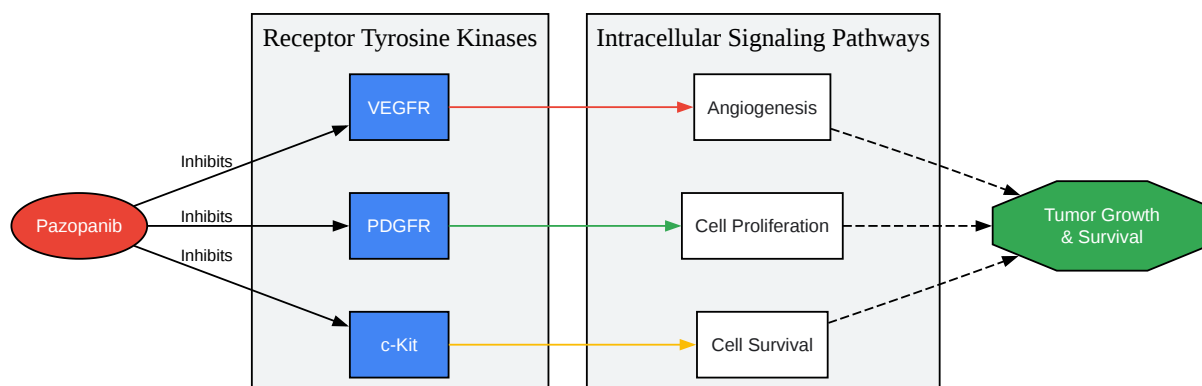 Receptor Tyrosine Kinases
Intracellular Signaling Pathways
VEGFR
Angiogenesis
Inhibits
Pazopanib
Inhibits
PDGFR
Cell Proliferation
Tumor Growth
& Survival
Inhibits
c-Kit
Cell Survival